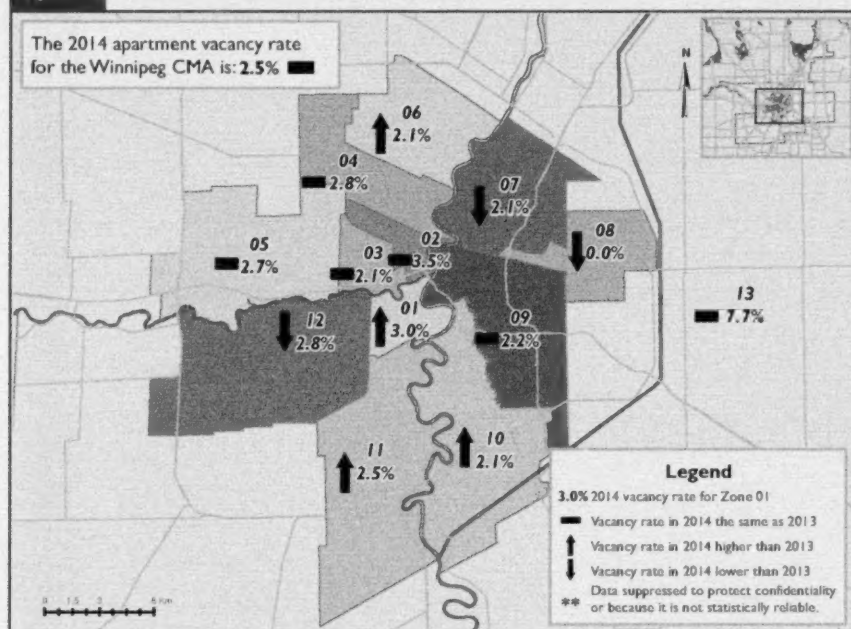 The 2014 apartment vacancy rate
for the Winnipeg CMA is: 2.5%
N
06
2.1%
04
2.8%
07
2.1%
08
0.0%
05
2.7%
03
2.1%
02
3.5%
13
7.7%
12
2.8%
01
3.0%
09
2.2%
11
2.5%
10
2.1%
Legend
3.0% 2014 vacancy rate for Zone 01
Vacancy rate in 2014 the same as 2013
Vacancy rate in 2014 higher than 2013
Vacancy rate in 2014 lower than 2013
** Data suppressed to protect confidentiality
or because it is not statistically reliable.